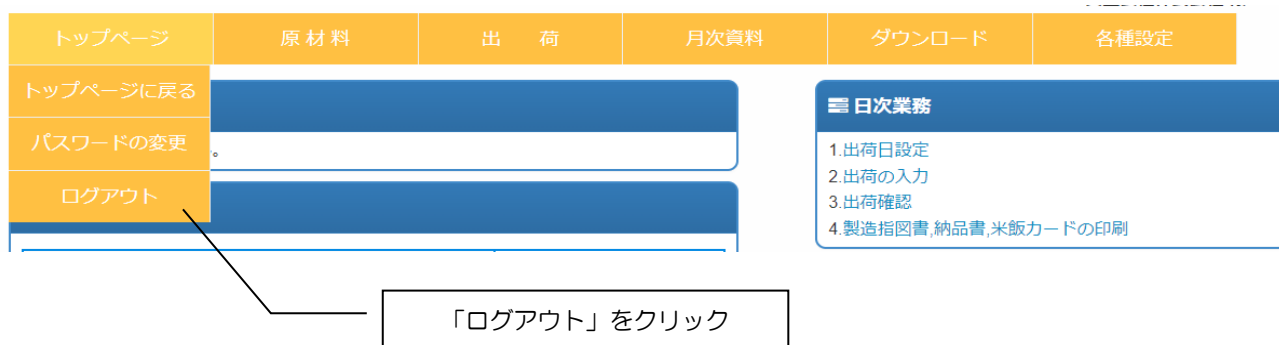 トップページ 原 材 料 出 荷 月次資料 ダウンロード 各種設定
トップページに戻る
パスワードの変更
ログアウト
。
日次業務
1.出荷日設定
2.出荷の入力
3.出荷確認
4.製造指図書,納品書,米飯カードの印刷
「ログアウト」をクリック